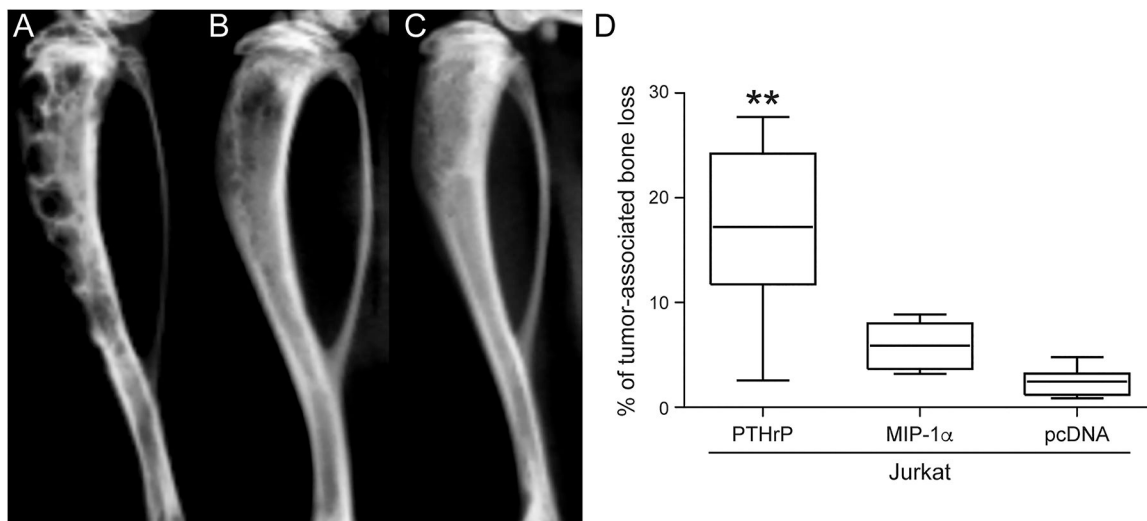 A
B
C
D
% of tumor-associated bone loss
30
20
10
0
**
PTHrP
MIP-1α
pcDNA
Jurkat